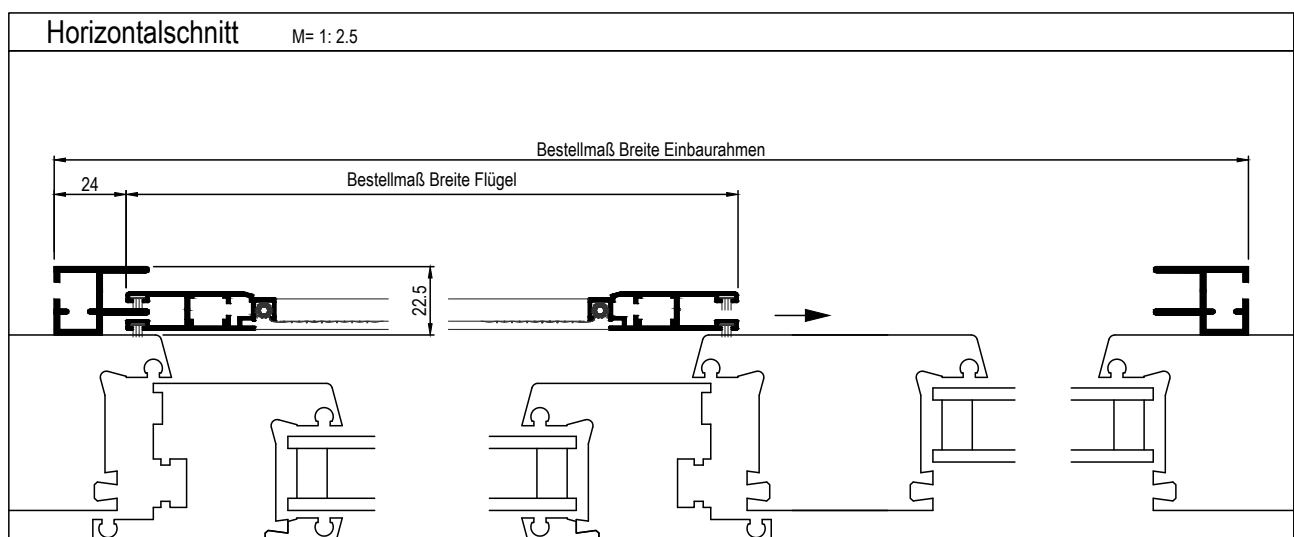 Horizontalschnitt M= 1: 2.5
Bestellmaß Breite Einbaurahmen
24 Bestellmaß Breite Flügel
22.5